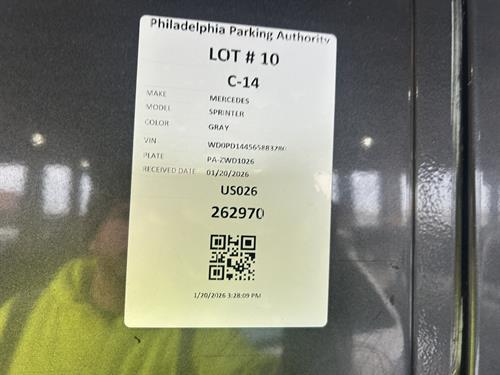 Philadelphia Parking Authority
LOT # 10
C-14
MAKE MERCEDES
MODEL SPRINTER
COLOR GRAY
VIN
PLATE PA-ZWD1026
RECEIVED DATE 01/20/2026
US026
262970
1/20/2026 3:28:09 PM